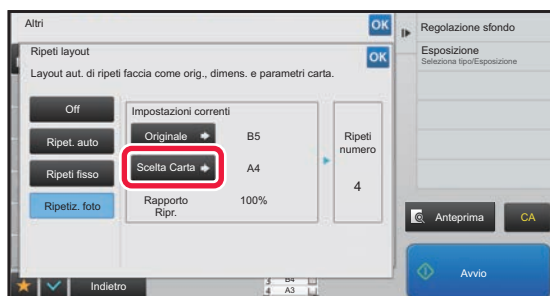 Altri
OK
Ripeti layout
OK
Layout aut. di ripeti faccia come orig., dimens. e parametri carta.
Off
Ripet. auto
Ripeti fisso
Ripetiz. foto
Impostazioni correnti
Originale
B5
Scelta Carta
A4
Rapporto
Ripr.
100%
Ripeti
numero
4
Regolazione sfondo
Esposizione
Seleziona tipo/Esposizione
Anteprima
CA
Avvio
Indietro
3 B4
4 A3